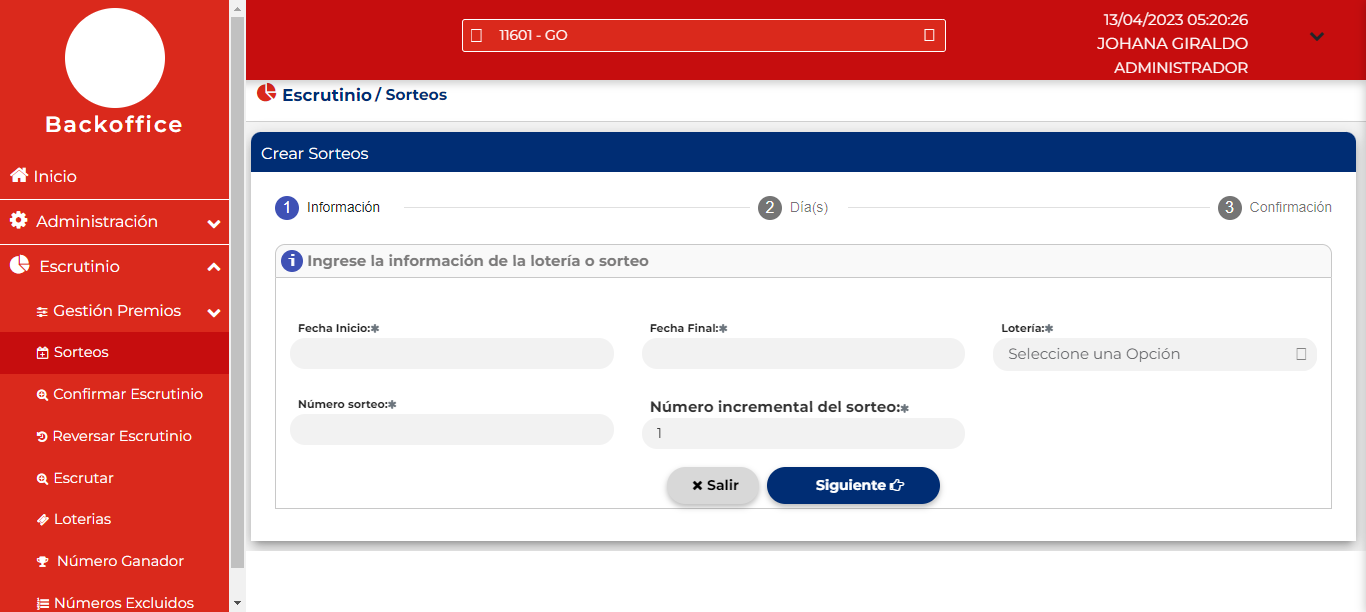 Backoffice
Inicio
Administración
Escrutinio
Gestión Premios
Sorteos
Confirmar Escrutinio
Reversar Escrutinio
Escrutar
Loterias
Número Ganador
Números Excluidos
11601 - GO
13/04/2023 05:20:26
JOHANA GIRALDO
ADMINISTRADOR
Escrutinio / Sorteos
Crear Sorteos
1 Información
2 Día(s)
3 Confirmación
Ingrese la información de la lotería o sorteo
Fecha Inicio:*
Fecha Final:*
Lotería:*
Seleccione una Opción
Número sorteo:*
Número incremental del sorteo:*
1
Salir
Siguiente